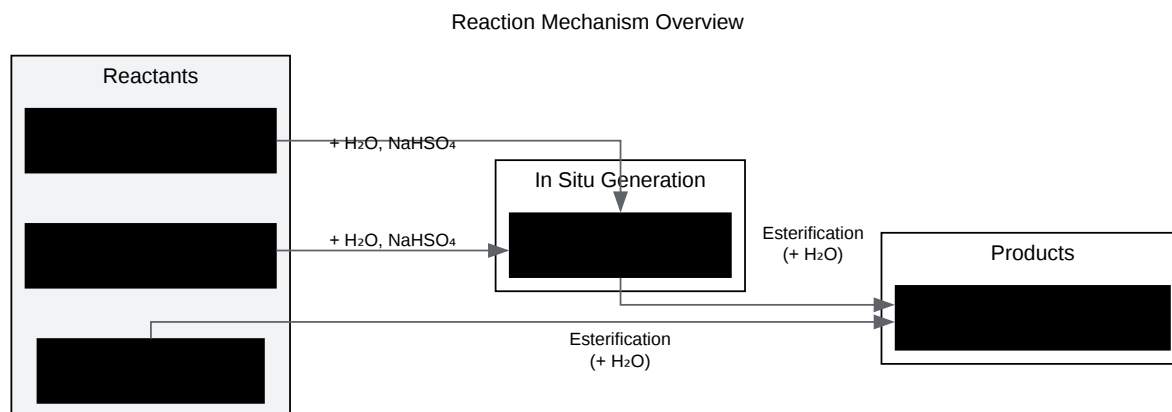 Reaction Mechanism Overview
Reactants
+ H₂O, NaHSO₄
In Situ Generation
+ H₂O, NaHSO₄
Esterification
(+ H₂O)
Products
Esterification
(+ H₂O)